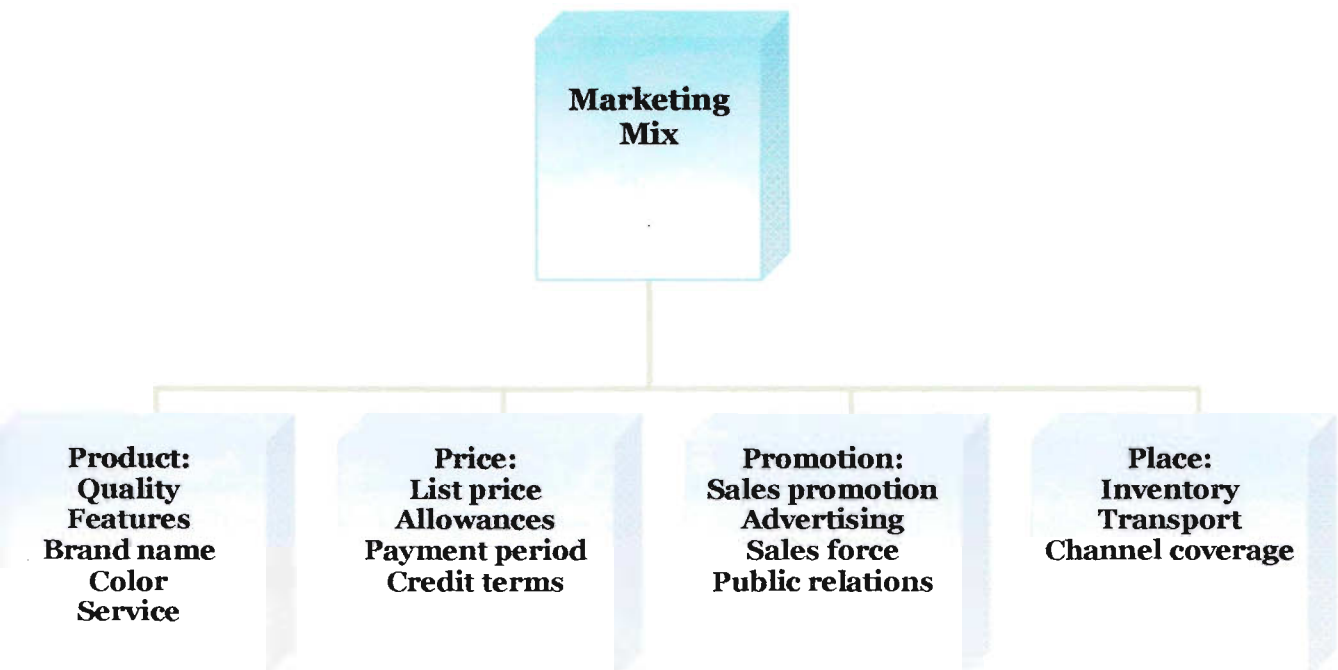 Marketing
Mix
Product:
Quality
Features
Brand name
Color
Service
Price:
List price
Allowances
Payment period
Credit terms
Promotion:
Sales promotion
Advertising
Sales force
Public relations
Place:
Inventory
Transport
Channel coverage